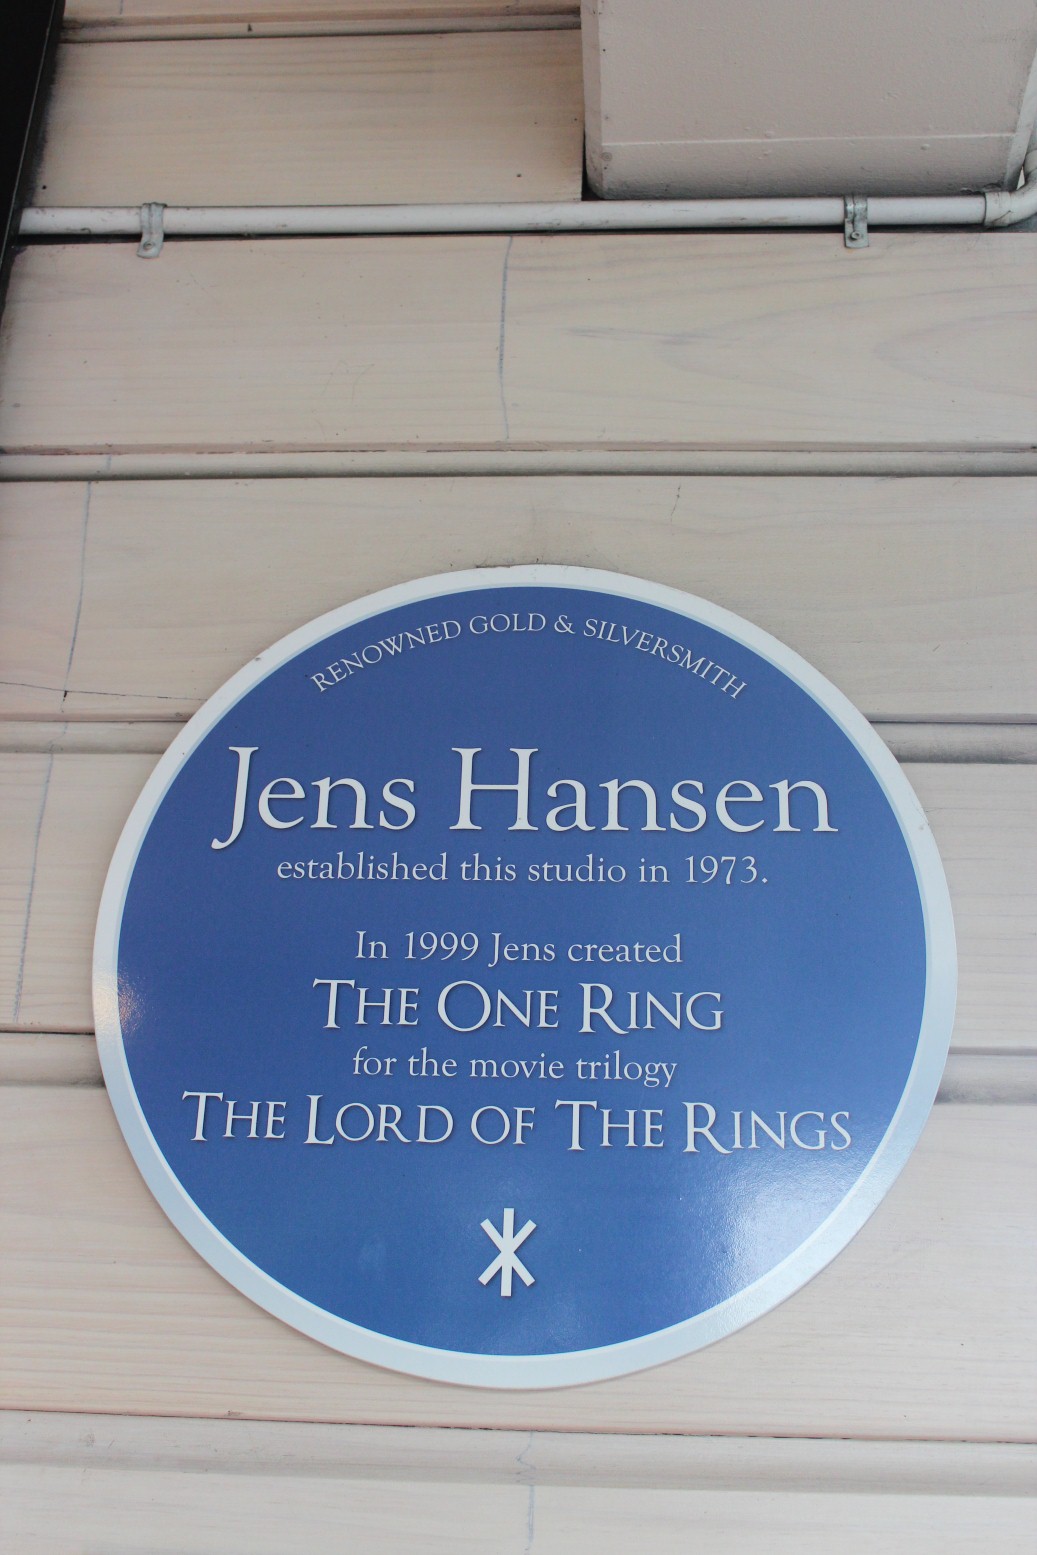 RENOWNED GOLD & SILVERSMITH
Jens Hansen
established this studio in 1973.
In 1999 Jens created
THE ONE RING
for the movie trilogy
THE LORD OF THE RINGS